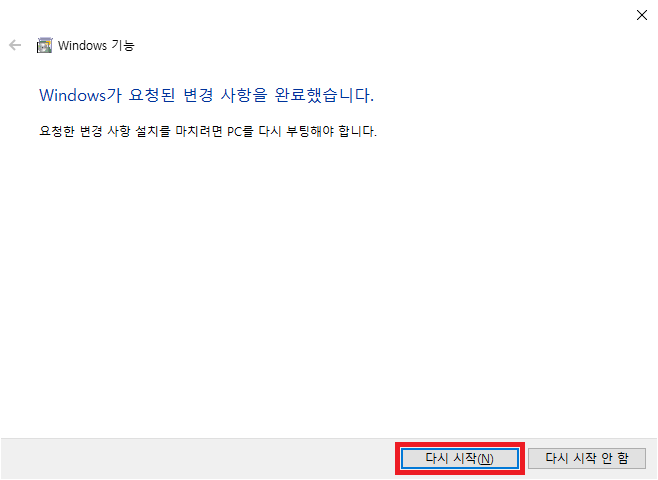 Windows 기능
Windows가 요청된 변경 사항을 완료했습니다.
요청한 변경 사항 설치를 마치려면 PC를 다시 부팅해야 합니다.
다시 시작(N)
다시 시작 안 함